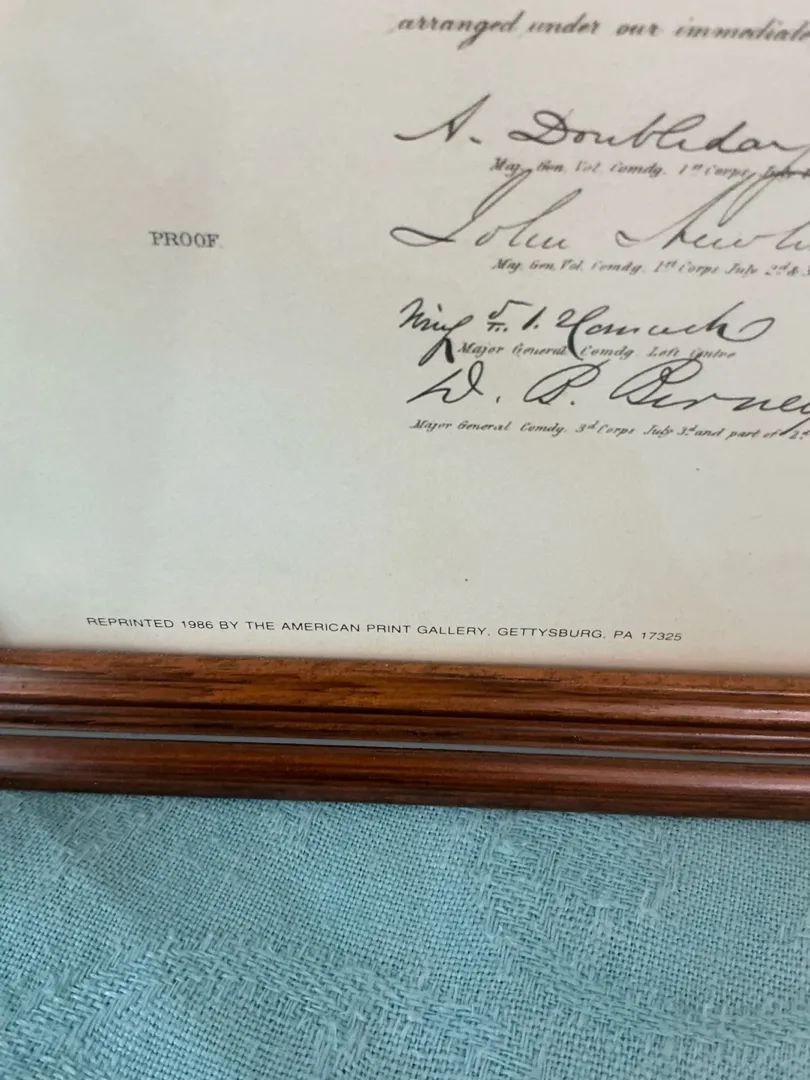 arranged under our immediate
A. Doubleday
Maj. Gen. Vol. Comdg. 1st Corps, July
John Newt
Maj. Gen. Vol. Comdg. 1st Corps July 2d & 3
PROOF.
Winf S. Hancock
Major General Comdg. Left Centre
D. B. Birney
Major General Comdg. 3d Corps July 3d and part of 2d
REPRINTED 1986 BY THE AMERICAN PRINT GALLERY, GETTYSBURG, PA 17325